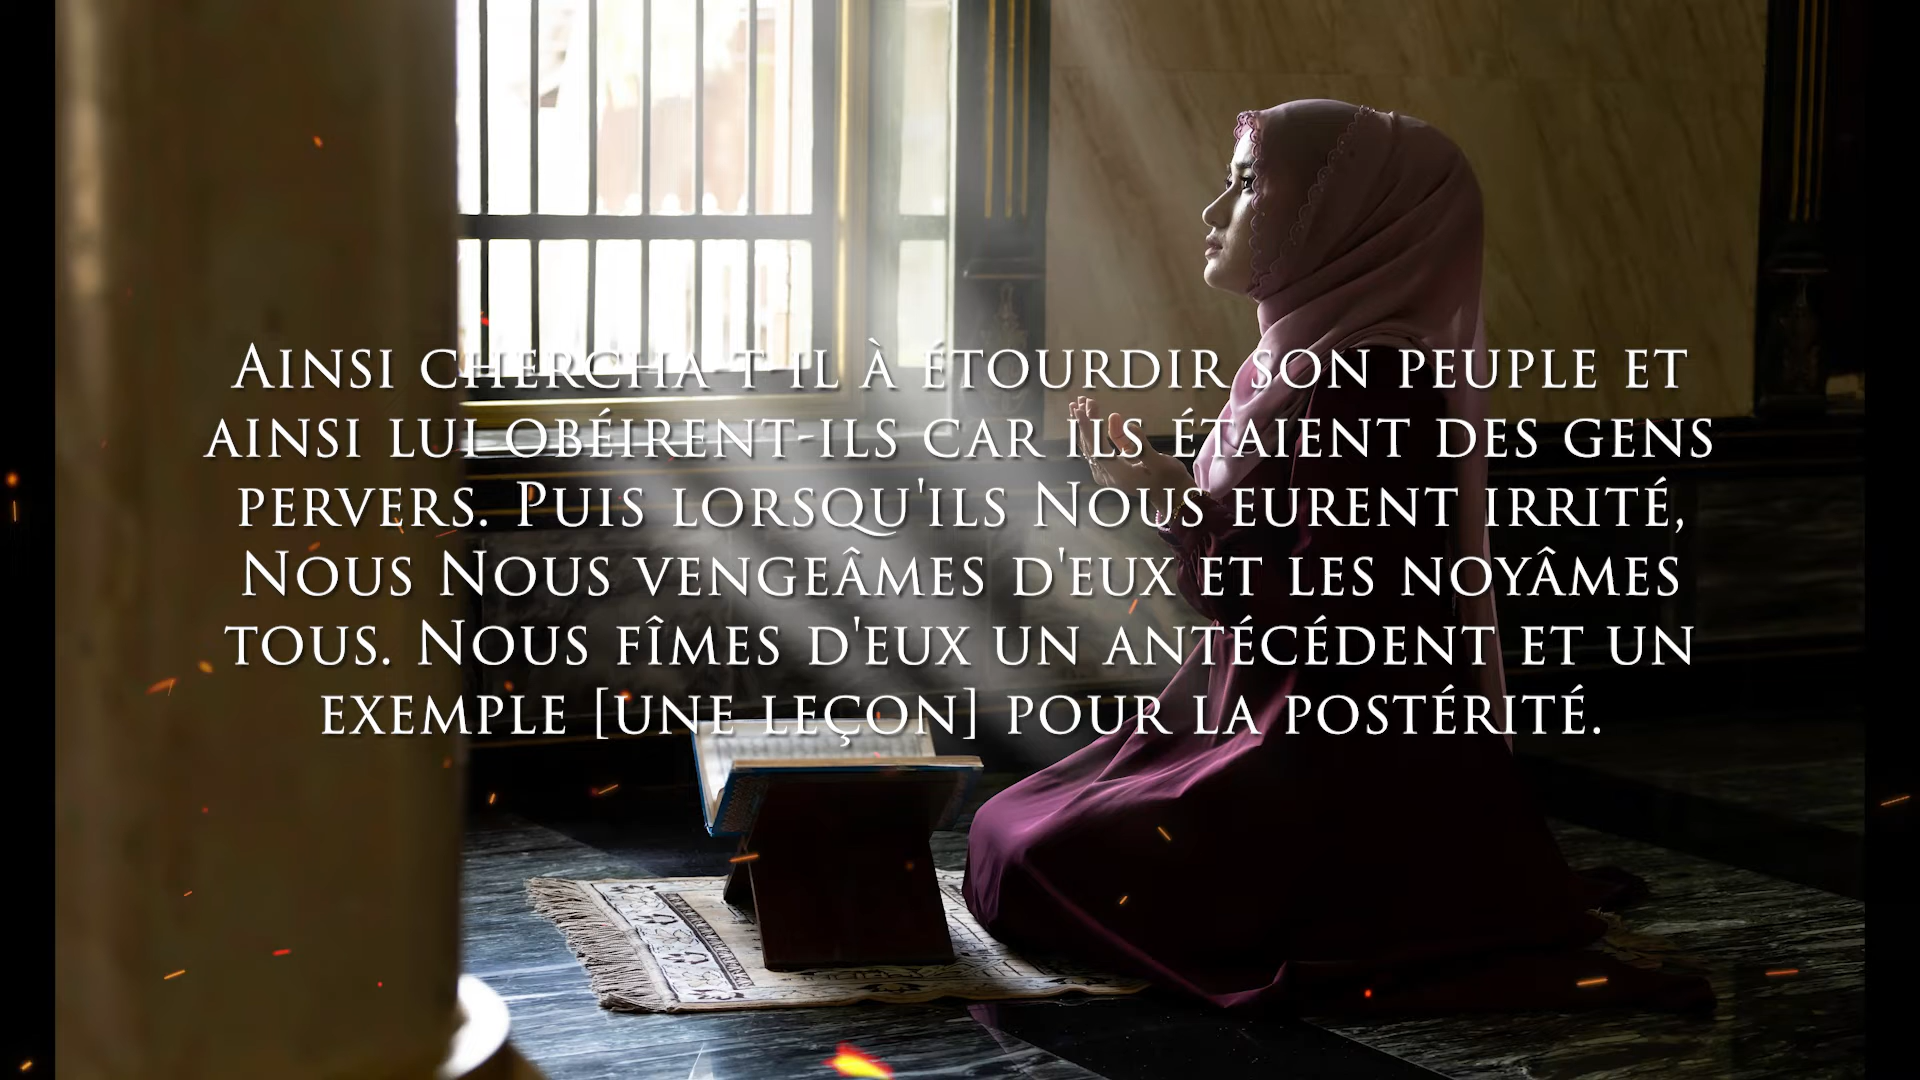 Ainsi chercha-t-il à étourdir son peuple et
ainsi lui obéirent-ils car ils étaient des gens
pervers. Puis lorsqu'ils Nous eurent irrité,
Nous Nous vengeâmes d'eux et les noyâmes
tous. Nous fîmes d'eux un antécédent et un
exemple [une leçon] pour la postérité.